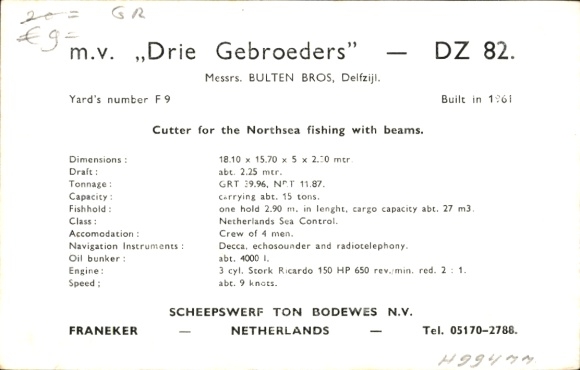 20= GR
€9=
m.v. „Drie Gebroeders" — DZ 82.
Messrs. BULTEN BROS, Delfzijl.
Yard's number F 9 Built in 1961
Cutter for the Northsea fishing with beams.
Dimensions: 18.10 x 15.70 x 5 x 2.30 mtr.
Draft: abt. 2.25 mtr.
Tonnage: GRT 39.96, NRT 11.87.
Capacity: carrying abt. 15 tons.
Fishhold: one hold 2.90 m. in lenght, cargo capacity abt. 27 m3.
Class: Netherlands Sea Control.
Accomodation: Crew of 4 men.
Navigation Instruments: Decca, echosounder and radiotelephony.
Oil bunker: abt. 4000 l.
Engine: 3 cyl. Stork Ricardo 150 HP 650 rev./min. red. 2 : 1.
Speed; abt. 9 knots.
SCHEEPSWERF TON BODEWES N.V.
FRANEKER — NETHERLANDS — Tel. 05170-2788.
H99477